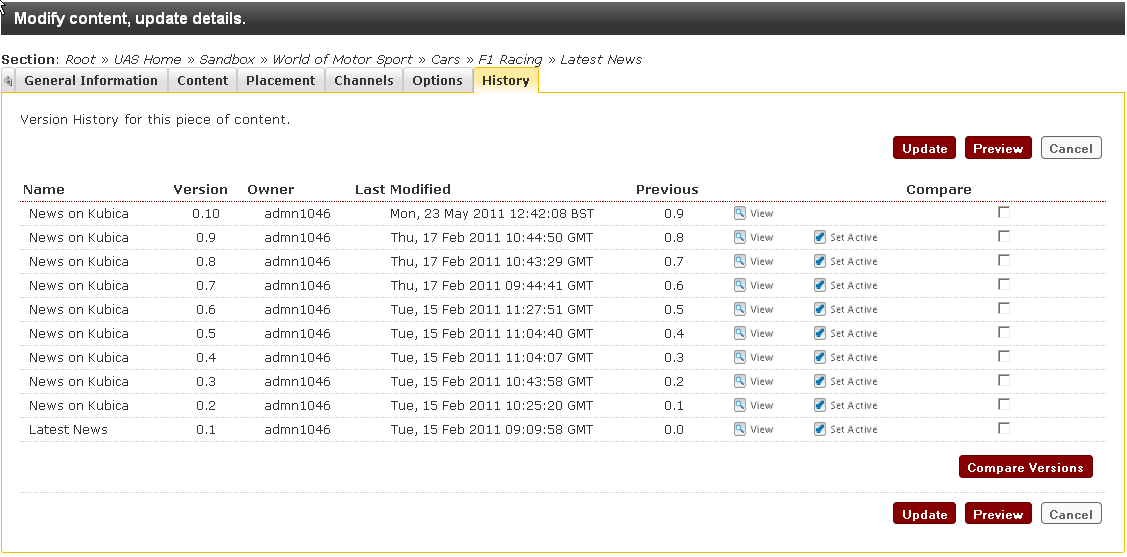 Modify content, update details.
Section: Root » UAS Home » Sandbox » World of Motor Sport » Cars » F1 Racing » Latest News
General Information Content Placement Channels Options History
Version History for this piece of content.
Update Preview Cancel
Name Version Owner Last Modified Previous Compare
News on Kubica 0.10 admn1046 Mon, 23 May 2011 12:42:08 BST 0.9 View
News on Kubica 0.9 admn1046 Thu, 17 Feb 2011 10:44:50 GMT 0.8 View Set Active
News on Kubica 0.8 admn1046 Thu, 17 Feb 2011 10:43:29 GMT 0.7 View Set Active
News on Kubica 0.7 admn1046 Thu, 17 Feb 2011 09:44:41 GMT 0.6 View Set Active
News on Kubica 0.6 admn1046 Tue, 15 Feb 2011 11:27:51 GMT 0.5 View Set Active
News on Kubica 0.5 admn1046 Tue, 15 Feb 2011 11:04:40 GMT 0.4 View Set Active
News on Kubica 0.4 admn1046 Tue, 15 Feb 2011 11:04:07 GMT 0.3 View Set Active
News on Kubica 0.3 admn1046 Tue, 15 Feb 2011 10:43:58 GMT 0.2 View Set Active
News on Kubica 0.2 admn1046 Tue, 15 Feb 2011 10:25:20 GMT 0.1 View Set Active
Latest News 0.1 admn1046 Tue, 15 Feb 2011 09:09:58 GMT 0.0 View Set Active
Compare Versions
Update Preview Cancel